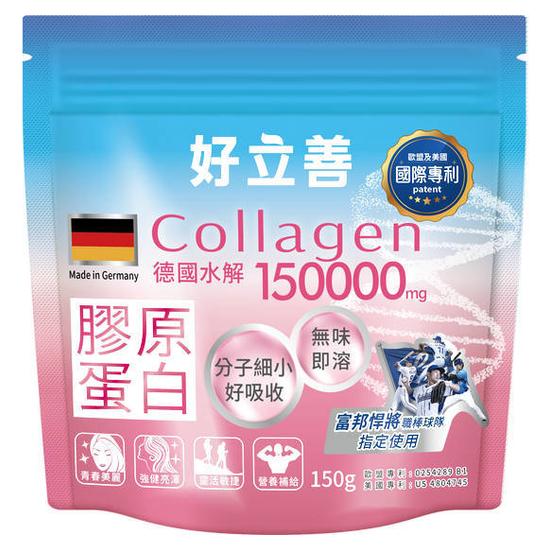 好立善
歐盟及美國
國際專利
patent
Collagen
Made in Germany
德國水解 150000mg
膠原
蛋白
分子細小
好吸收
無味
即溶
富邦悍將 職棒球隊
指定使用
青春美麗
強健亮澤
靈活敏捷
營養補給
150g
歐盟專利：0254289 B1
美國專利：US 4804745